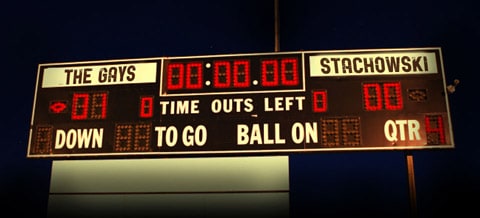 THE GAYS 00:00.00 STACHOWSKI
01 0 TIME OUTS LEFT 0 00
DOWN TO GO BALL ON QTR 4